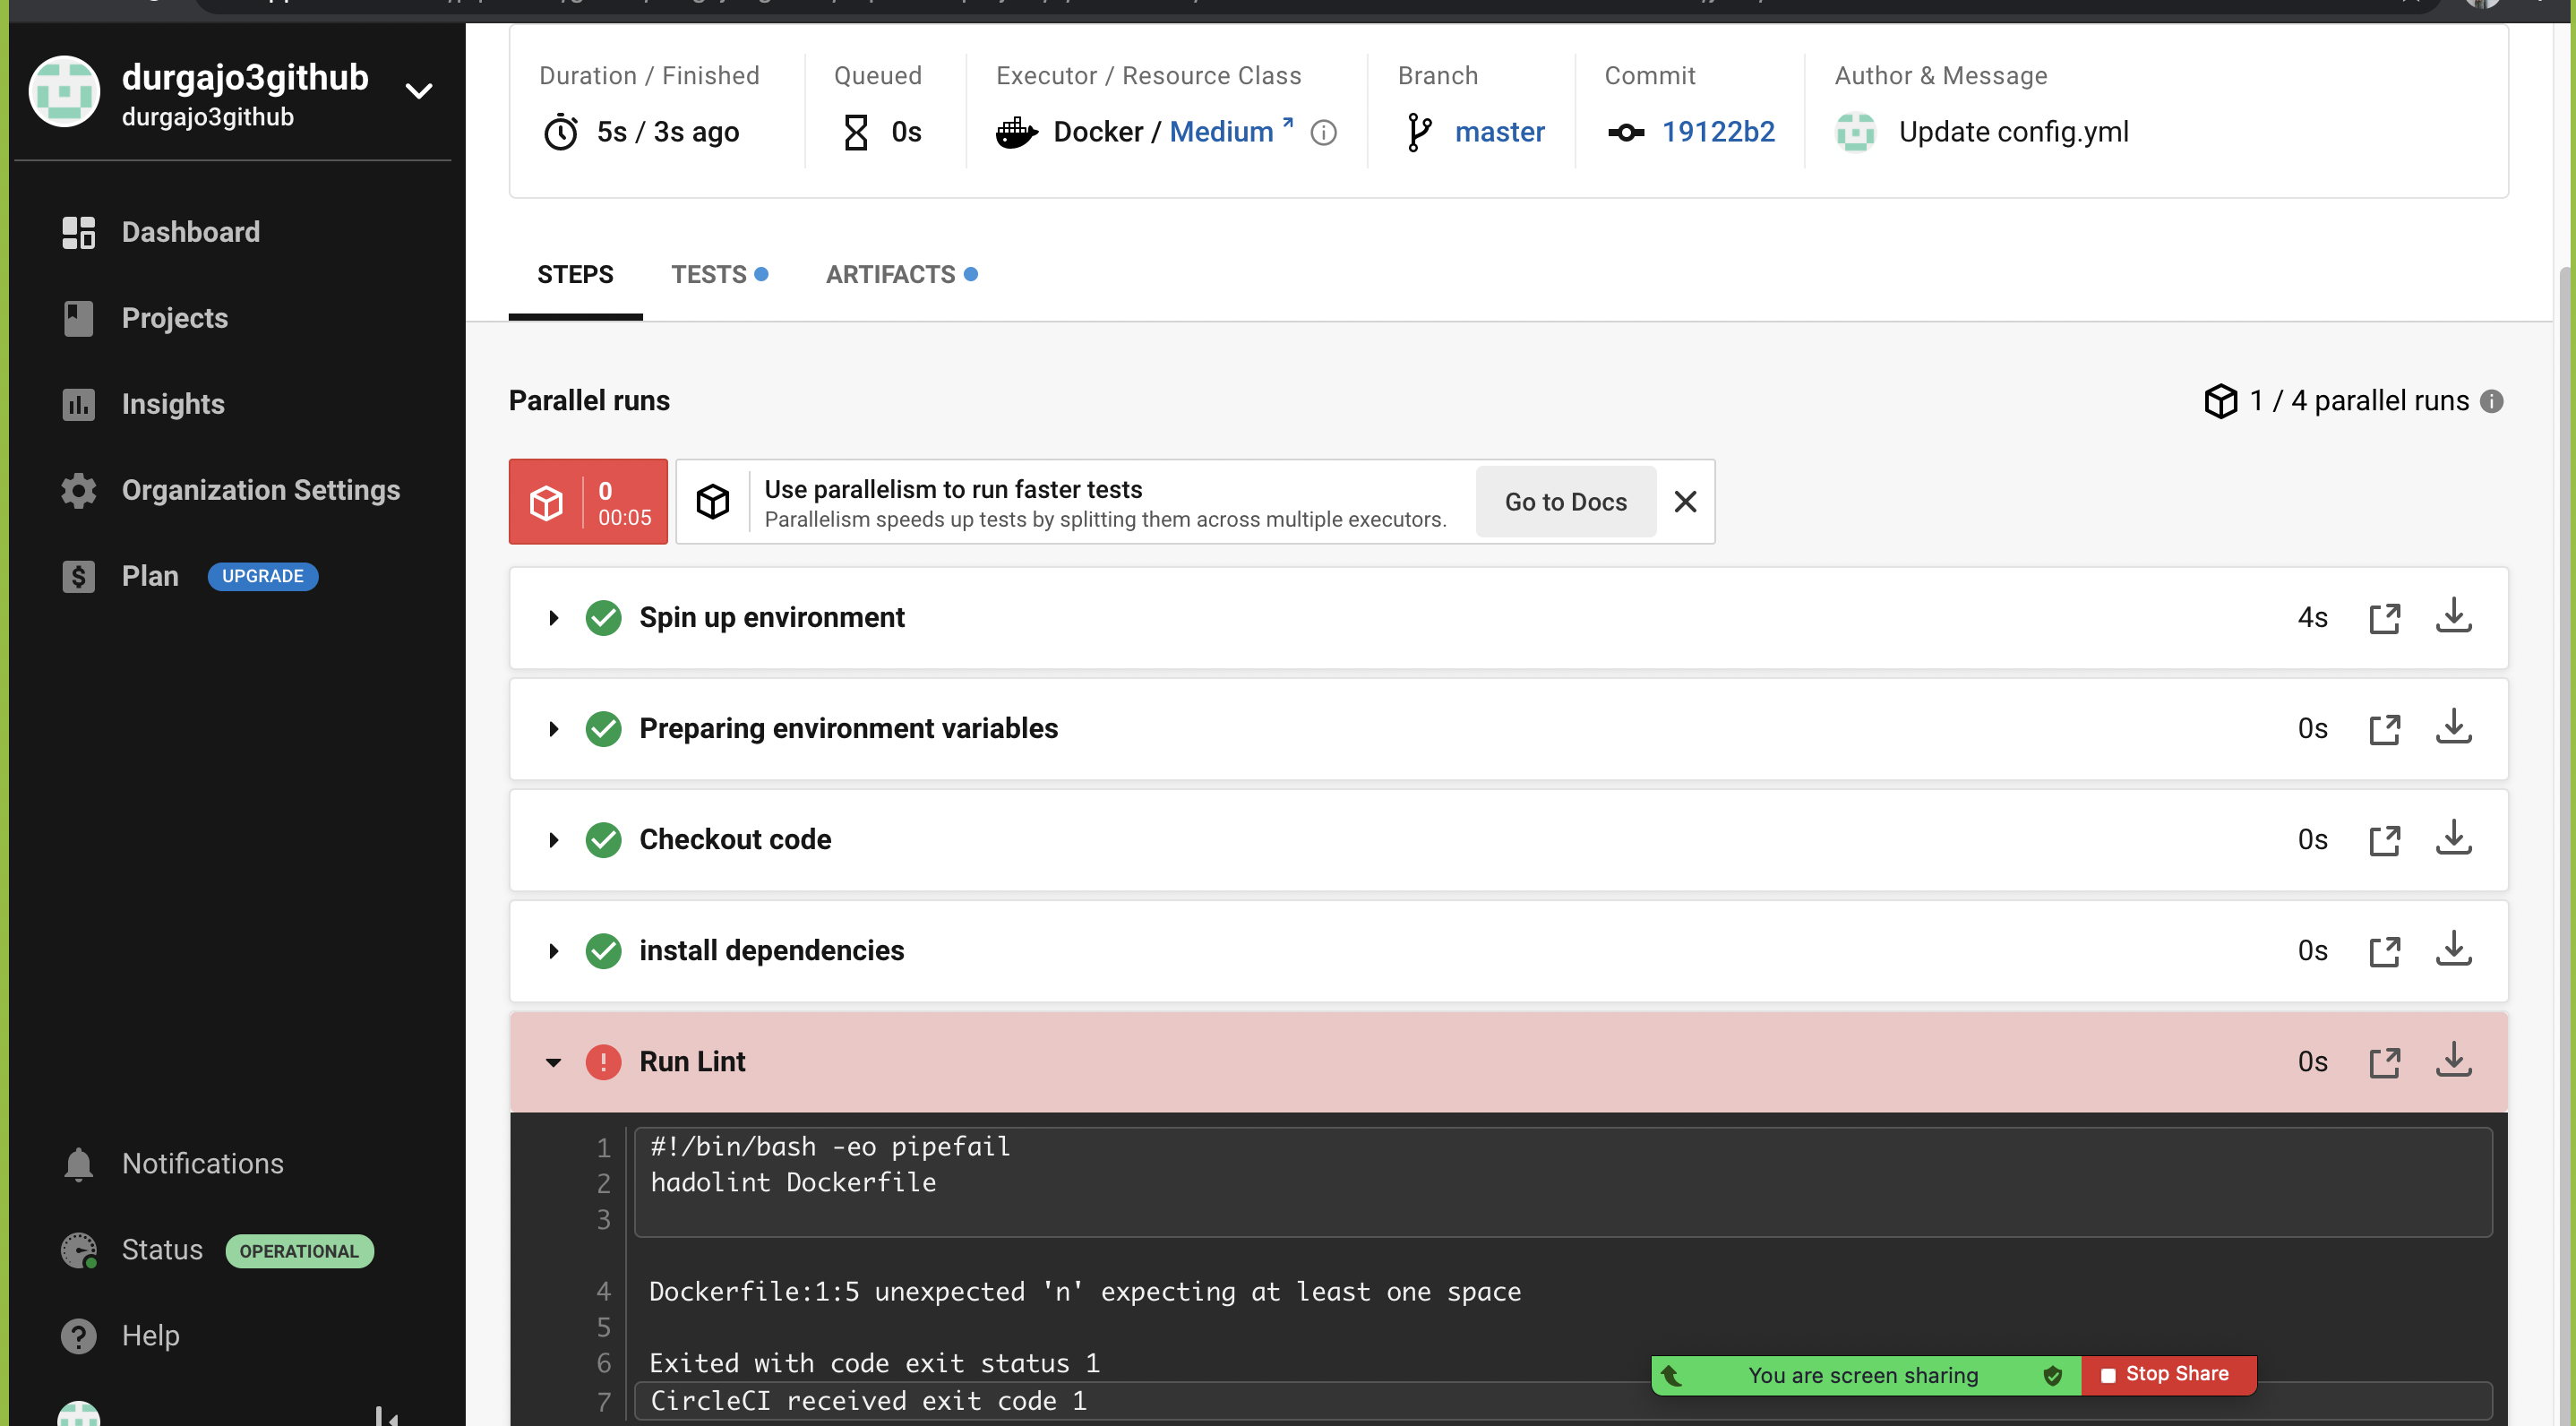 durgajo3github
durgajo3github
Dashboard
Projects
Insights
Organization Settings
$ Plan UPGRADE
Notifications
Status OPERATIONAL
? Help
Duration / Finished
5s / 3s ago
Queued
0s
Executor / Resource Class
Docker / Medium
Branch
master
Commit
19122b2
Author & Message
Update config.yml
STEPS TESTS ARTIFACTS
Parallel runs
1 / 4 parallel runs
0
00:05
Use parallelism to run faster tests
Parallelism speeds up tests by splitting them across multiple executors.
Go to Docs
Spin up environment 4s
Preparing environment variables 0s
Checkout code 0s
install dependencies 0s
! Run Lint 0s
1 #!/bin/bash -eo pipefail
2 hadolint Dockerfile
3
4 Dockerfile:1:5 unexpected 'n' expecting at least one space
5
6 Exited with code exit status 1
7 CircleCI received exit code 1
You are screen sharing Stop Share